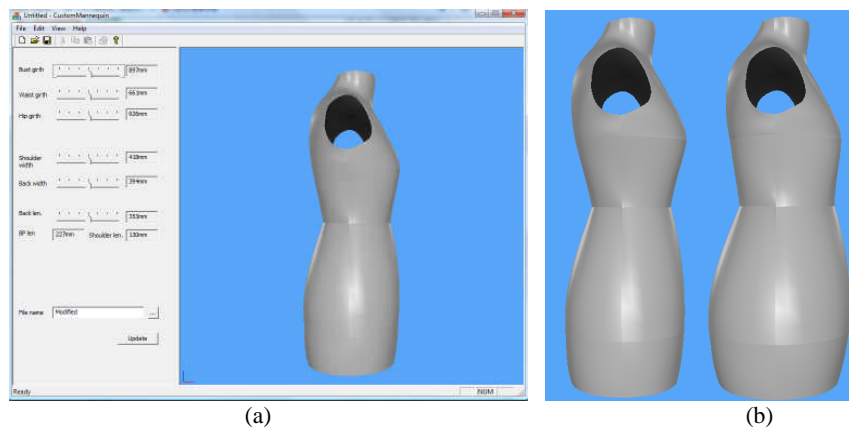 Untitled - CustomMannequin
File Edit View Help
Bust girth 897mm
Waist girth 661mm
Hip girth 926mm
Shoulder width 418mm
Back width 394mm
Back len. 353mm
BP len 227mm Shoulder len. 130mm
File name Modified ...
Update
Ready NUM
(a) (b)